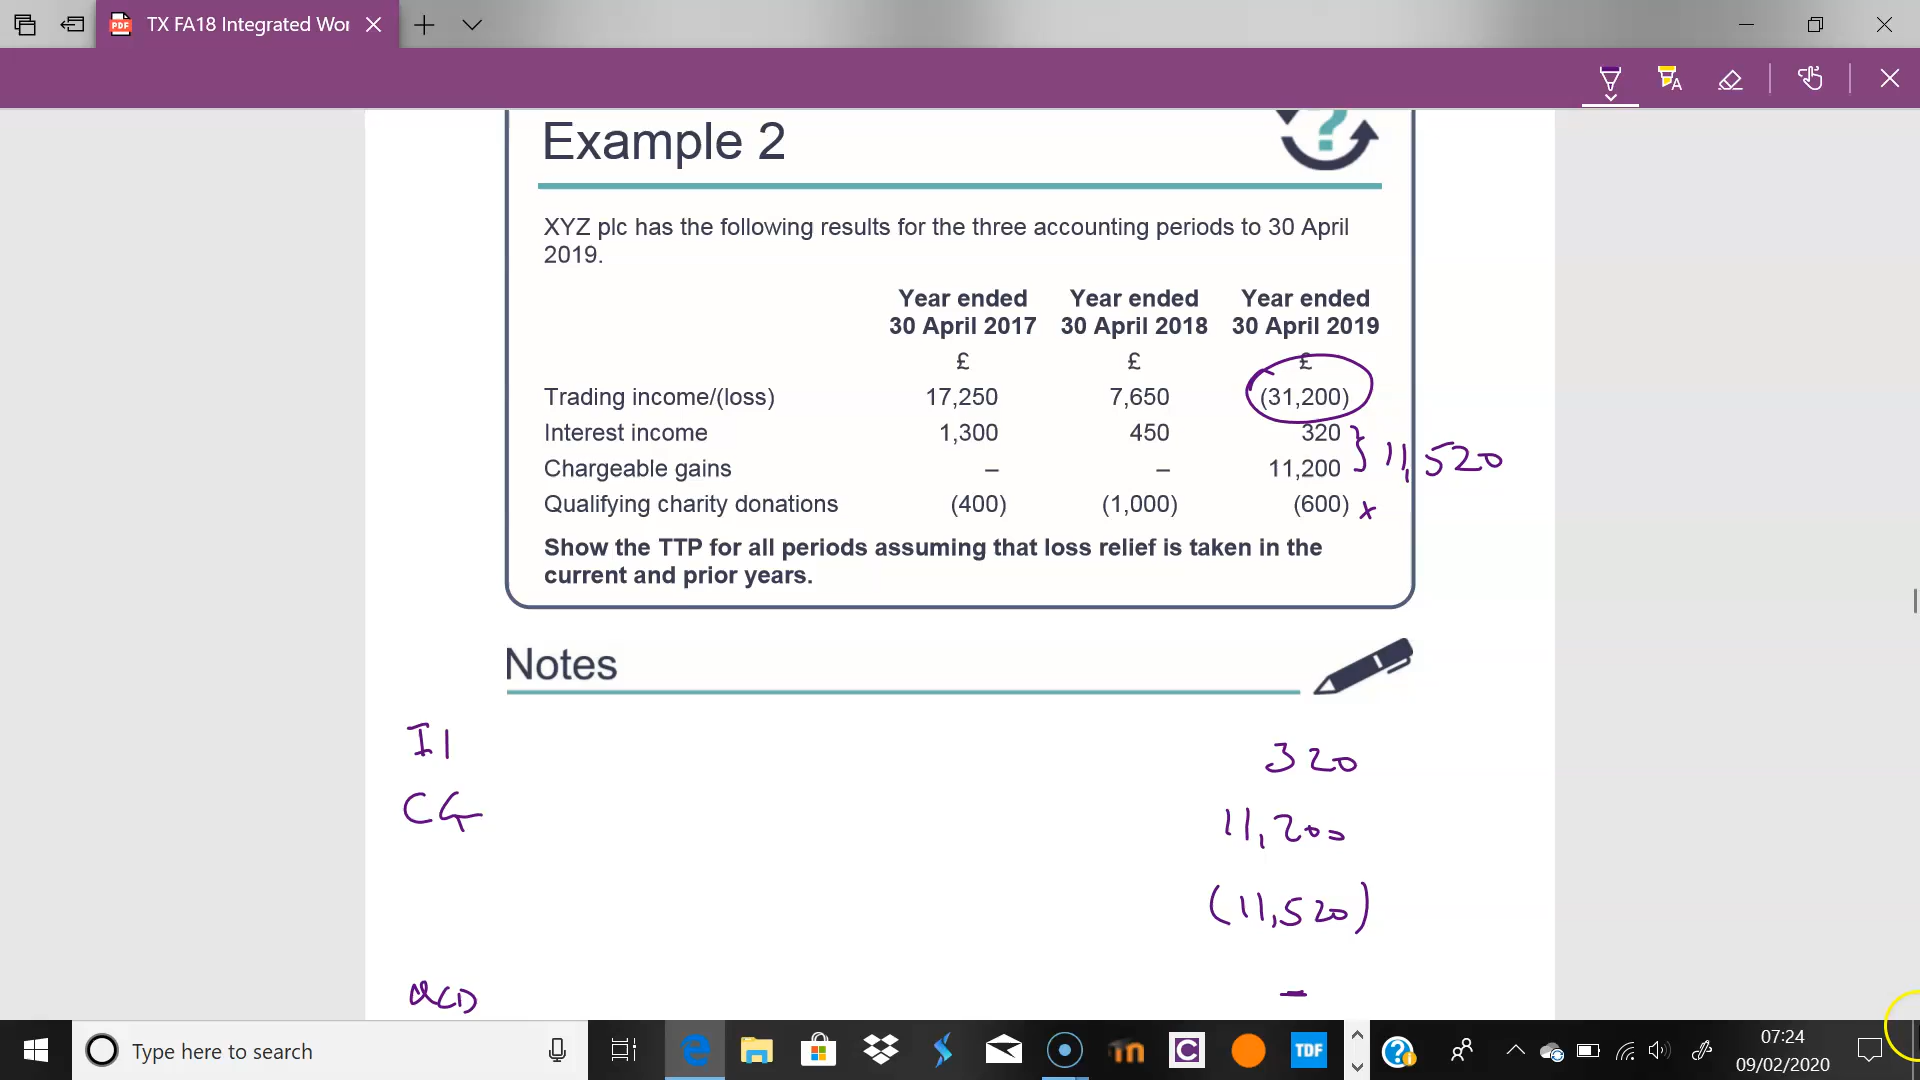 TX FA18 Integrated Wor
Example 2
XYZ plc has the following results for the three accounting periods to 30 April
2019.
Year ended Year ended Year ended
30 April 2017 30 April 2018 30 April 2019
£ £ £
Trading income/(loss) 17,250 7,650 (31,200)
Interest income 1,300 450 320
Chargeable gains – – 11,200
} 11,520
Qualifying charity donations (400) (1,000) (600) x
Show the TTP for all periods assuming that loss relief is taken in the
current and prior years.
Notes
II 320
CG 11,200
(11,520)
QCD –
Type here to search
TDF
07:24
09/02/2020